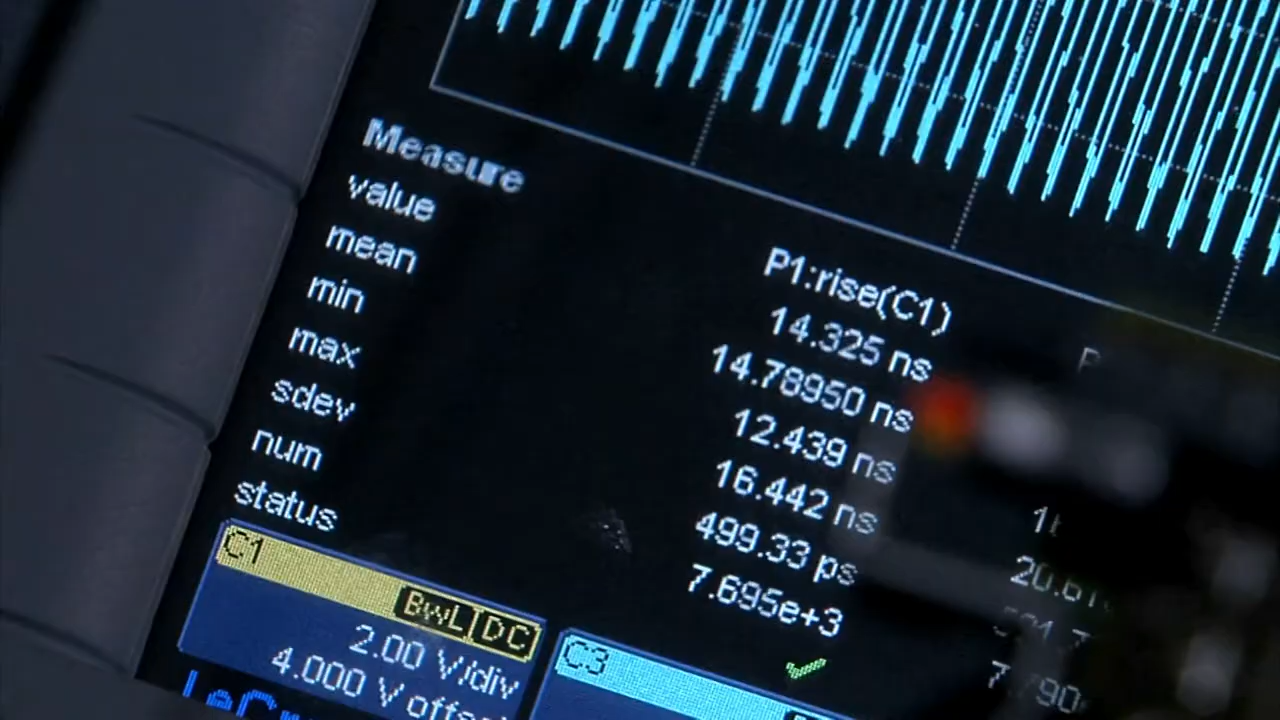 Measure
P1:rise(C1)
value 14.325 ns
mean 14.78950 ns
min 12.439 ns
max 16.442 ns
sdev 499.33 ps
num 7.695e+3
status ✓
C1
BwL DC
2.00 V/div
4.000 V
C3